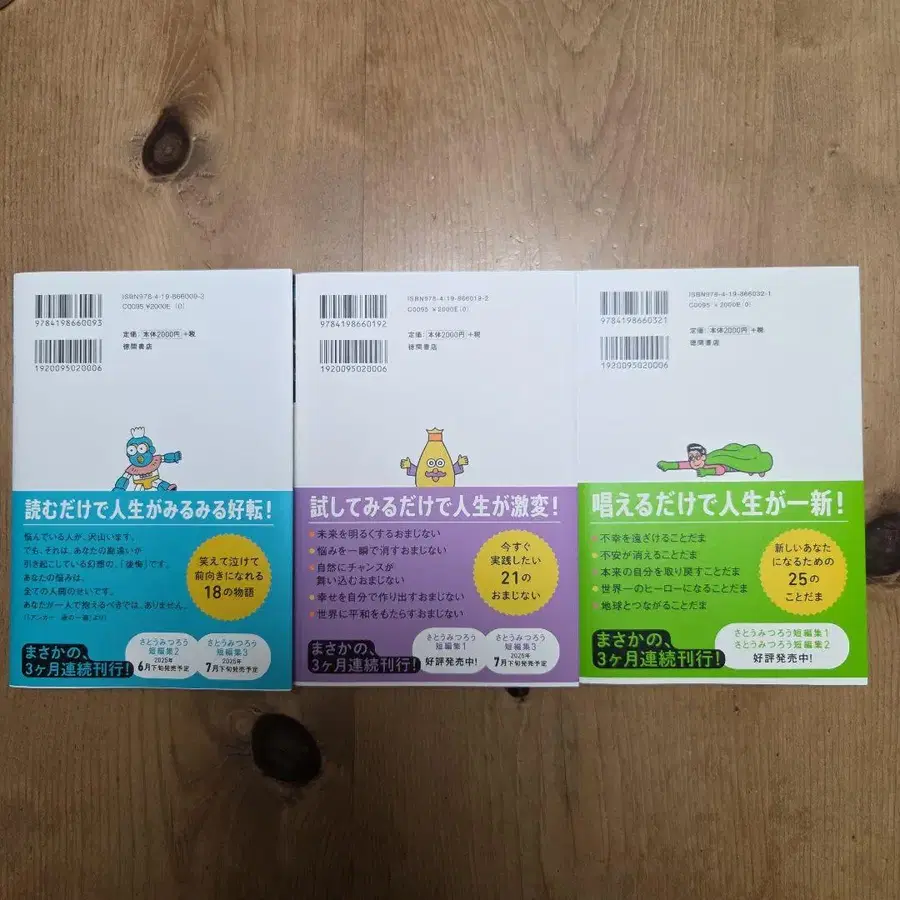 9784198660093
1920095020006
ISBN978-4-19-866009-3
C0095 ¥2000E (0)
定価 本体2000円 +税
徳間書店
読むだけで人生がみるみる好転!
悩んでいる人が、沢山います。
でも、それは、あなたの勘違いが
引き起こしている幻想の、「後悔」です。
あなたの悩みは、
全ての人間のせいです。
あなたが一人で抱えるべきでは、ありません。
笑えて泣けて
前向きになれる
18の物語
まさかの、
3ヶ月連続刊行!
さとうみつろう
短編集2
2025年
6月下旬発売予定
さとうみつろう
短編集3
2025年
7月下旬発売予定
9784198660192
1920095020006
ISBN978-4-19-866019-2
C0095 ¥2000E (0)
定価 本体2000円 +税
徳間書店
試してみるだけで人生が激変!
未来を明るくするおまじない
悩みを一瞬で消すおまじない
自然にチャンスが
舞い込むおまじない
幸せを自分で作り出すおまじない
世界に平和をもたらすおまじない
今すぐ
実践したい
21の
おまじない
まさかの、
3ヶ月連続刊行!
さとうみつろう
短編集1
好評発売中!
さとうみつろう
短編集3
2025年
7月下旬発売予定
9784198660321
1920095020006
ISBN978-4-19-866032-1
C0095 ¥2000E (0)
定価 本体2000円 +税
徳間書店
唱えるだけで人生が一新!
不幸を遠ざけることだま
不安が消えることだま
本来の自分を取り戻すことだま
世界一のヒーローになることだま
地球とつながることだま
新しいあなた
になるための
25の
ことだま
まさかの、
3ヶ月連続刊行!
さとうみつろう短編集1
さとうみつろう短編集2
好評発売中!